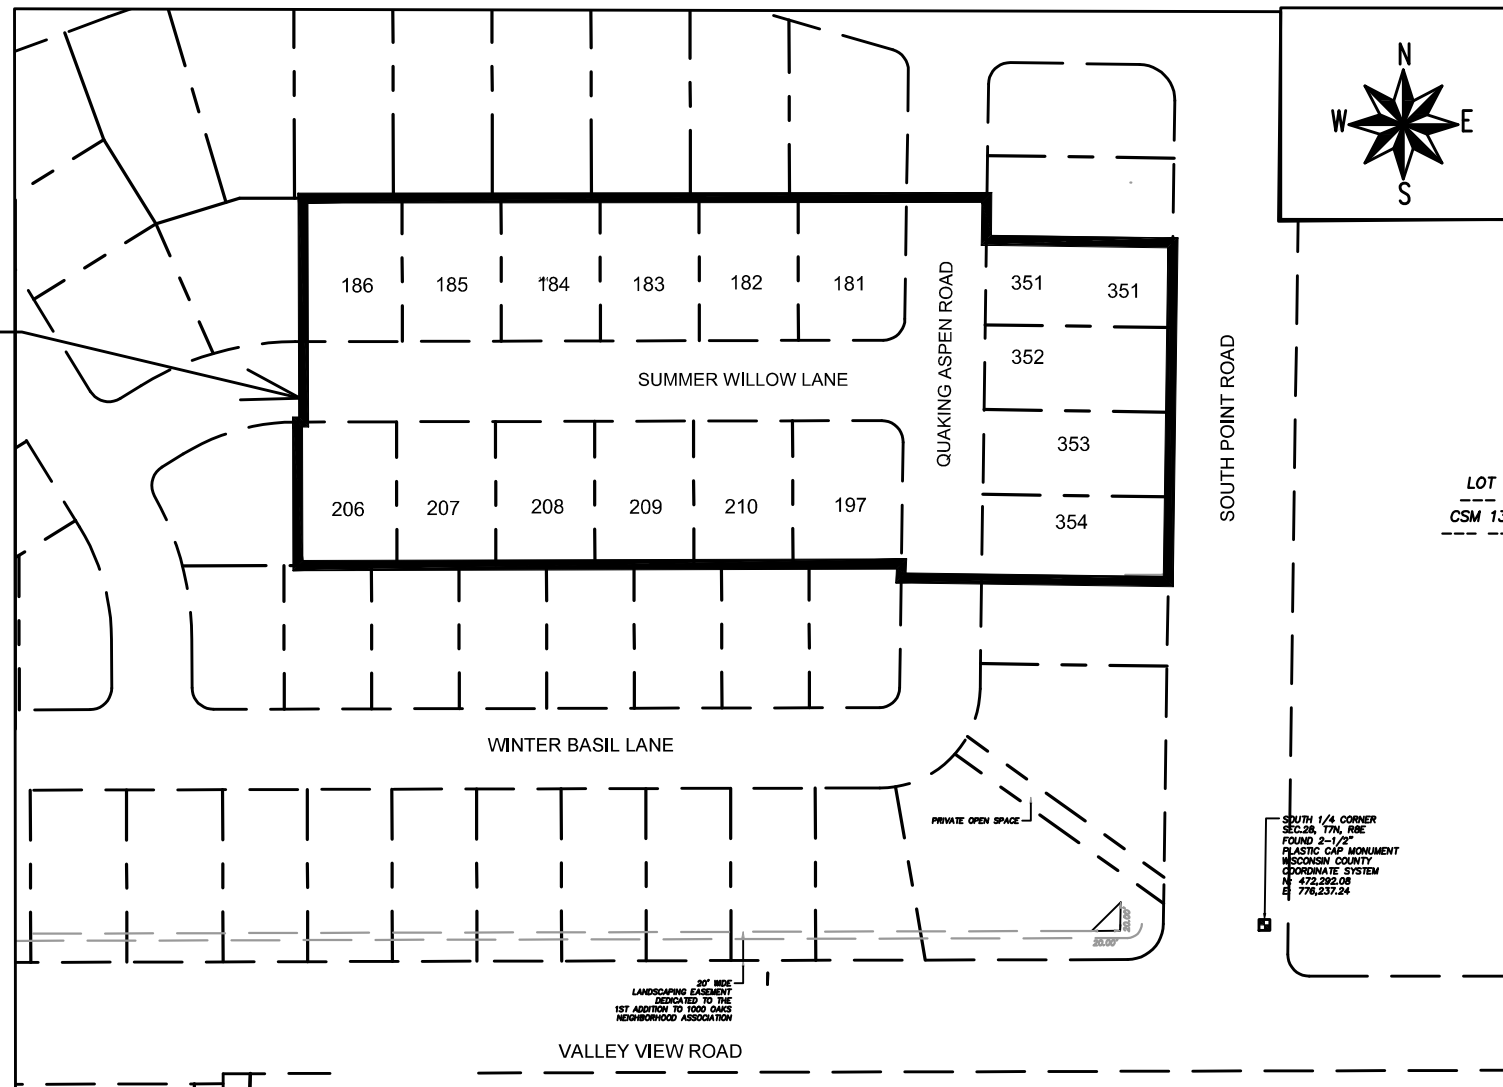 N
W E
S
186 185 184 183 182 181
351 351
352
353
354
SUMMER WILLOW LANE
QUAKING ASPEN ROAD
SOUTH POINT ROAD
206 207 208 209 210 197
LOT
CSM 13
WINTER BASIL LANE
PRIVATE OPEN SPACE
SOUTH 1/4 CORNER
SEC.28, T7N, R8E
FOUND 2-1/2"
PLASTIC CAP MONUMENT
WISCONSIN COUNTY
COORDINATE SYSTEM
N: 472,292.08
E: 776,237.24
20.00'
20.00'
20' WIDE
LANDSCAPING EASEMENT
DEDICATED TO THE
1ST ADDITION TO 1000 OAKS
NEIGHBORHOOD ASSOCIATION
VALLEY VIEW ROAD